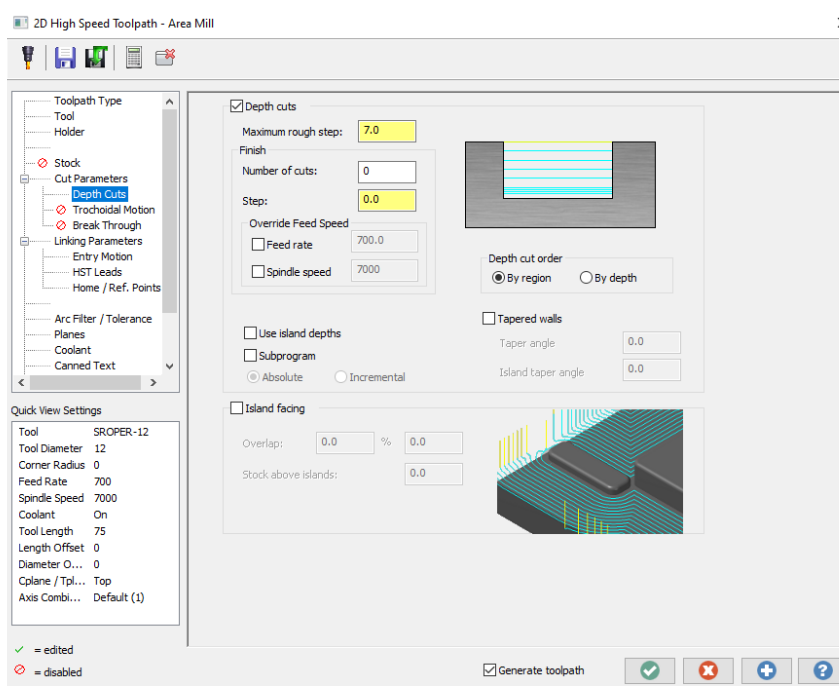 2D High Speed Toolpath - Area Mill
Toolpath Type
Tool
Holder
Stock
Cut Parameters
Depth Cuts
Trochoidal Motion
Break Through
Linking Parameters
Entry Motion
HST Leads
Home / Ref. Points
Arc Filter / Tolerance
Planes
Coolant
Canned Text
Quick View Settings
Tool SROPER-12
Tool Diameter 12
Corner Radius 0
Feed Rate 700
Spindle Speed 7000
Coolant On
Tool Length 75
Length Offset 0
Diameter O... 0
Cplane / Tpl... Top
Axis Combi... Default (1)
= edited
= disabled
Depth cuts
Maximum rough step: 7.0
Finish
Number of cuts: 0
Step: 0.0
Override Feed Speed
Feed rate 700.0
Spindle speed 7000
Depth cut order
By region By depth
Use island depths
Subprogram
Absolute Incremental
Tapered walls
Taper angle 0.0
Island taper angle 0.0
Island facing
Overlap: 0.0 % 0.0
Stock above islands: 0.0
Generate toolpath